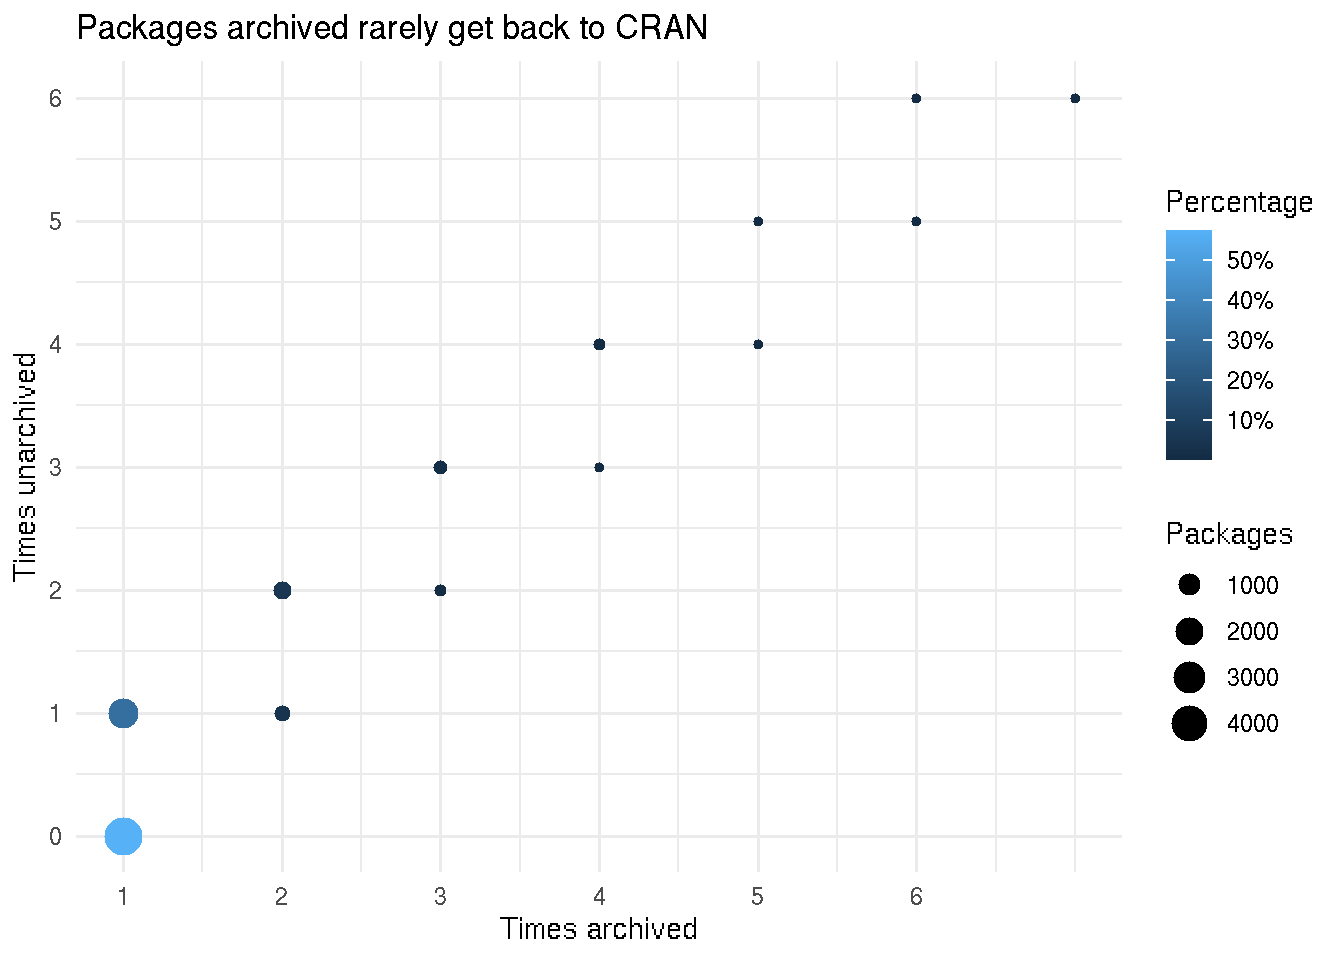 Packages archived rarely get back to CRAN
6
5
4
3
2
1
0
Times unarchived
1 2 3 4 5 6
Times archived
Percentage
50%
40%
30%
20%
10%
Packages
1000
2000
3000
4000